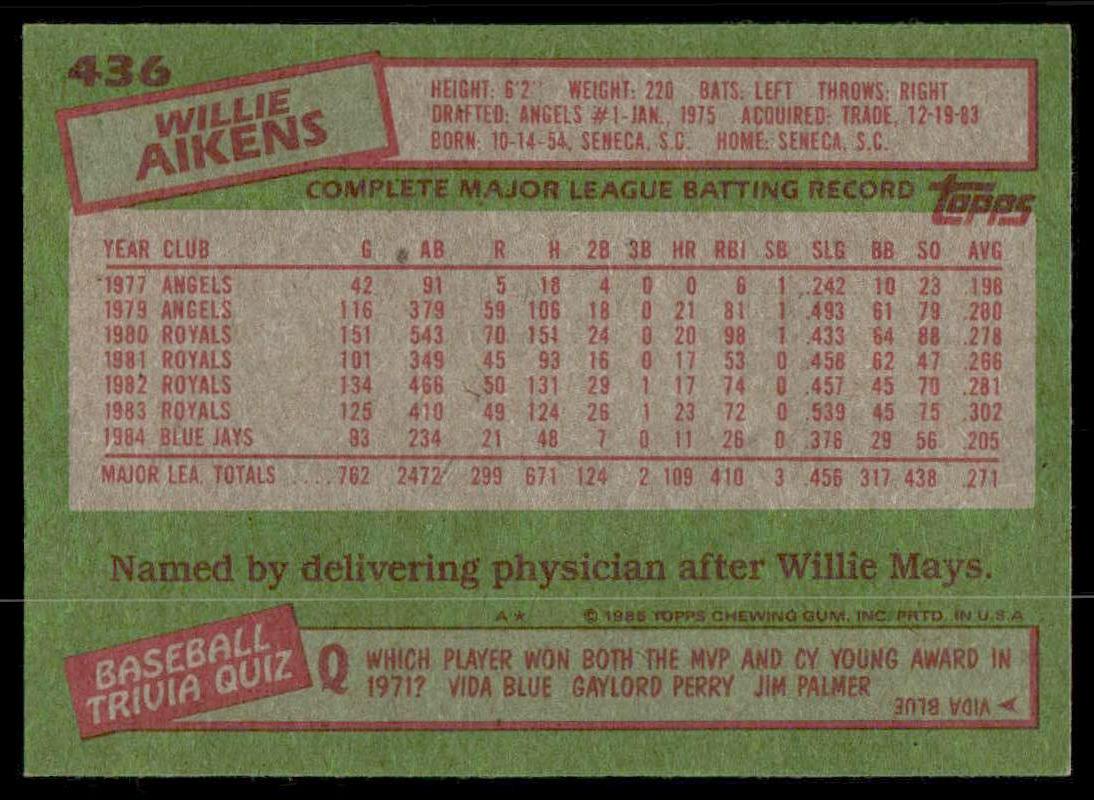 436
WILLIE
AIKENS
HEIGHT: 6'2" WEIGHT: 220 BATS: LEFT THROWS: RIGHT
DRAFTED: ANGELS #1-JAN., 1975 ACQUIRED: TRADE, 12-19-83
BORN: 10-14-54, SENECA, S.C. HOME: SENECA, S.C.
COMPLETE MAJOR LEAGUE BATTING RECORD topps
YEAR CLUB G AB R H 2B 3B HR RBI SB SLG BB SO AVG
1977 ANGELS 42 91 5 18 4 0 0 6 1 .242 10 23 .198
1979 ANGELS 116 379 59 106 18 0 21 81 1 .493 61 79 .280
1980 ROYALS 151 543 70 151 24 0 20 98 1 .433 64 88 .278
1981 ROYALS 101 349 45 93 16 0 17 53 0 .458 62 47 .266
1982 ROYALS 134 466 50 131 29 1 17 74 0 .457 45 70 .281
1983 ROYALS 125 410 49 124 26 1 23 72 0 .539 45 75 .302
1984 BLUE JAYS 93 234 21 48 7 0 11 26 0 .376 29 56 .205
MAJOR LEA. TOTALS ....762 2472 299 671 124 2 109 410 3 .456 317 438 .271
Named by delivering physician after Willie Mays.
A* © 1985 TOPPS CHEWING GUM, INC. PRTD. IN U.S.A
BASEBALL
TRIVIA QUIZ
Q WHICH PLAYER WON BOTH THE MVP AND CY YOUNG AWARD IN
1971? VIDA BLUE GAYLORD PERRY JIM PALMER
VIDA BLUE